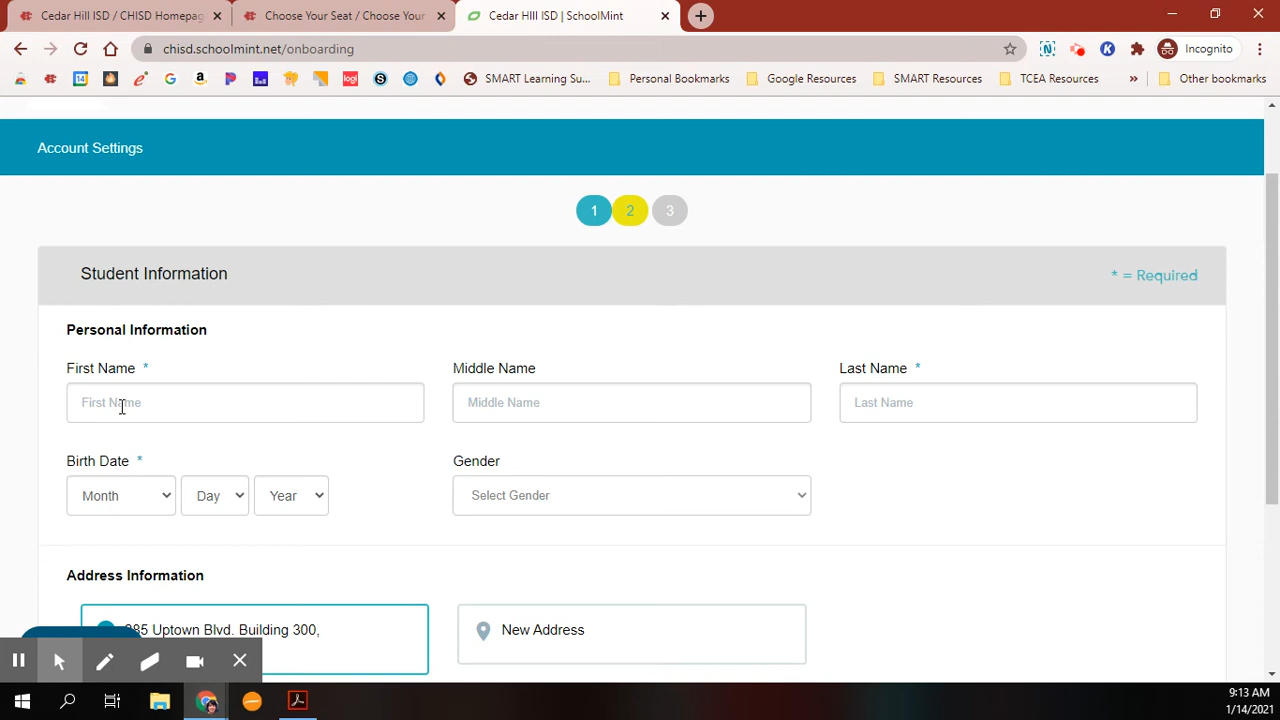 Cedar Hill ISD / CHISD Homepag
Choose Your Seat / Choose Your
Cedar HIll ISD | SchoolMint
chisd.schoolmint.net/onboarding
Incognito
SMART Learning Su...
Personal Bookmarks
Google Resources
SMART Resources
TCEA Resources
Other bookmarks
Account Settings
1 2 3
Student Information
* = Required
Personal Information
First Name *
Middle Name
Last Name *
First Name
Middle Name
Last Name
Birth Date *
Gender
Month
Day
Year
Select Gender
Address Information
285 Uptown Blvd. Building 300,
New Address
9:13 AM
1/14/2021